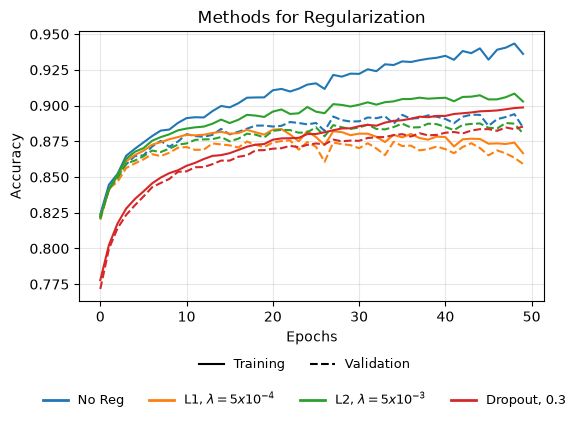 Methods for Regularization
0.950
0.925
0.900
0.875
0.850
0.825
0.800
0.775
Accuracy
0 10 20 30 40 50
Epochs
Training Validation
No Reg L1, λ = 5x10⁻⁴ L2, λ = 5x10⁻³ Dropout, 0.3